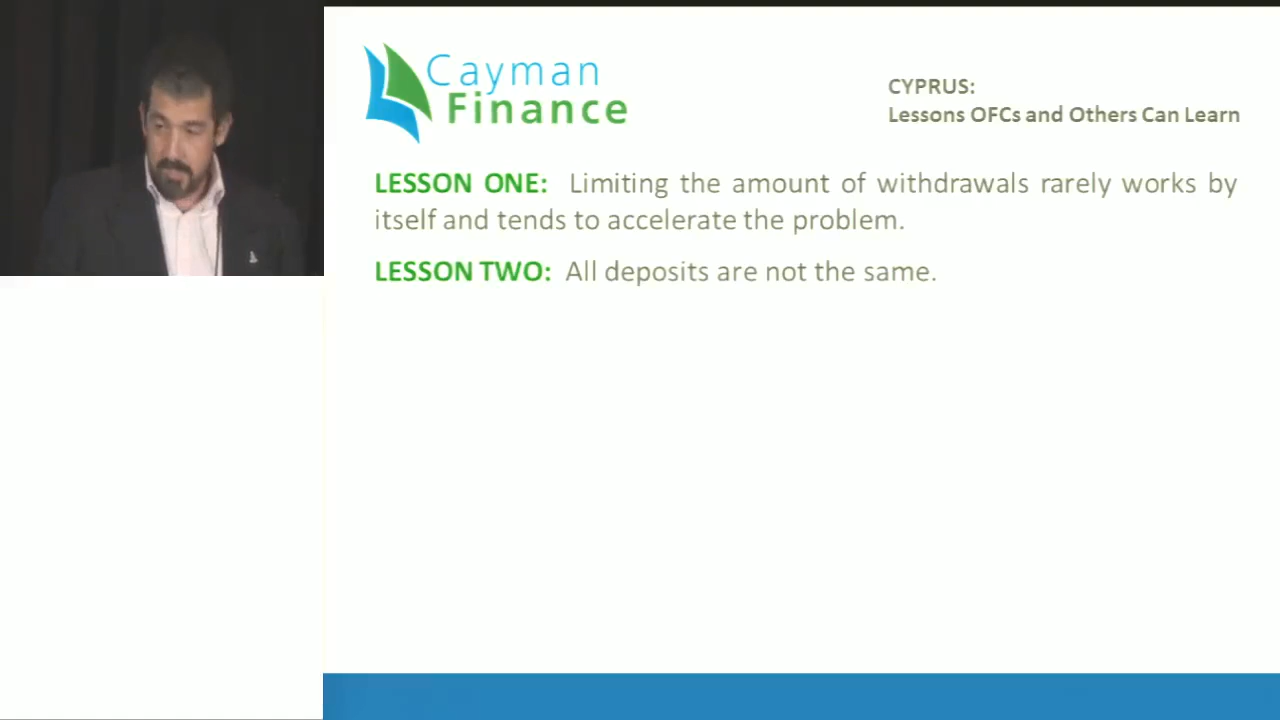 Cayman
Finance
CYPRUS:
Lessons OFCs and Others Can Learn
LESSON ONE: Limiting the amount of withdrawals rarely works by
itself and tends to accelerate the problem.
LESSON TWO: All deposits are not the same.